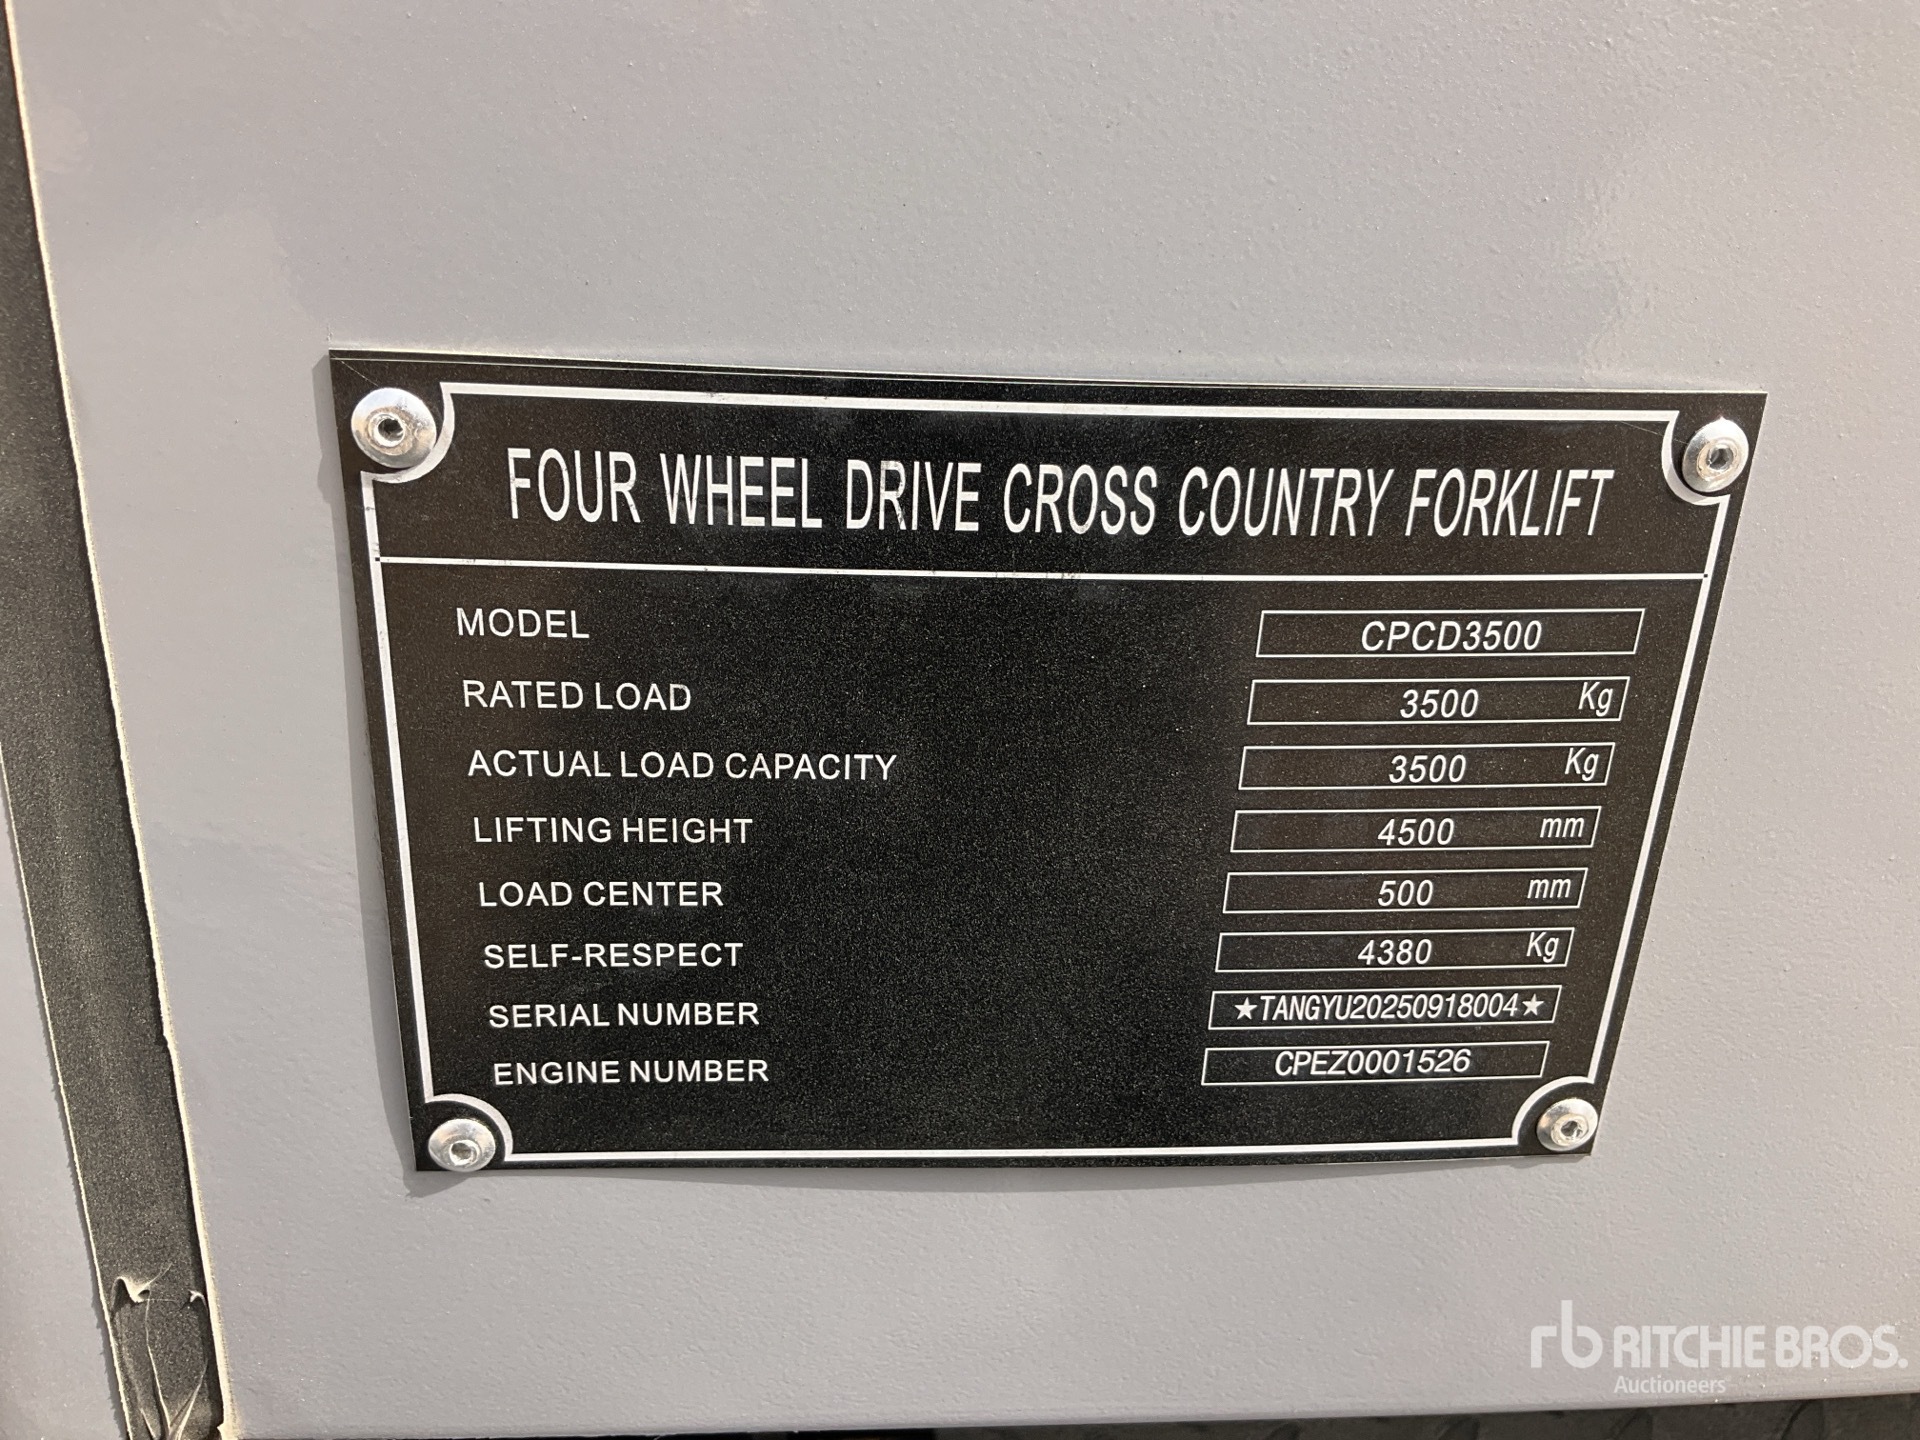 FOUR WHEEL DRIVE CROSS COUNTRY FORKLIFT
MODEL CPCD3500
RATED LOAD 3500 Kg
ACTUAL LOAD CAPACITY 3500 Kg
LIFTING HEIGHT 4500 mm
LOAD CENTER 500 mm
SELF-RESPECT 4380 Kg
SERIAL NUMBER ★TANGYU20250918004★
ENGINE NUMBER CPEZ0001526
rb RITCHIE BROS.
Auctioneers